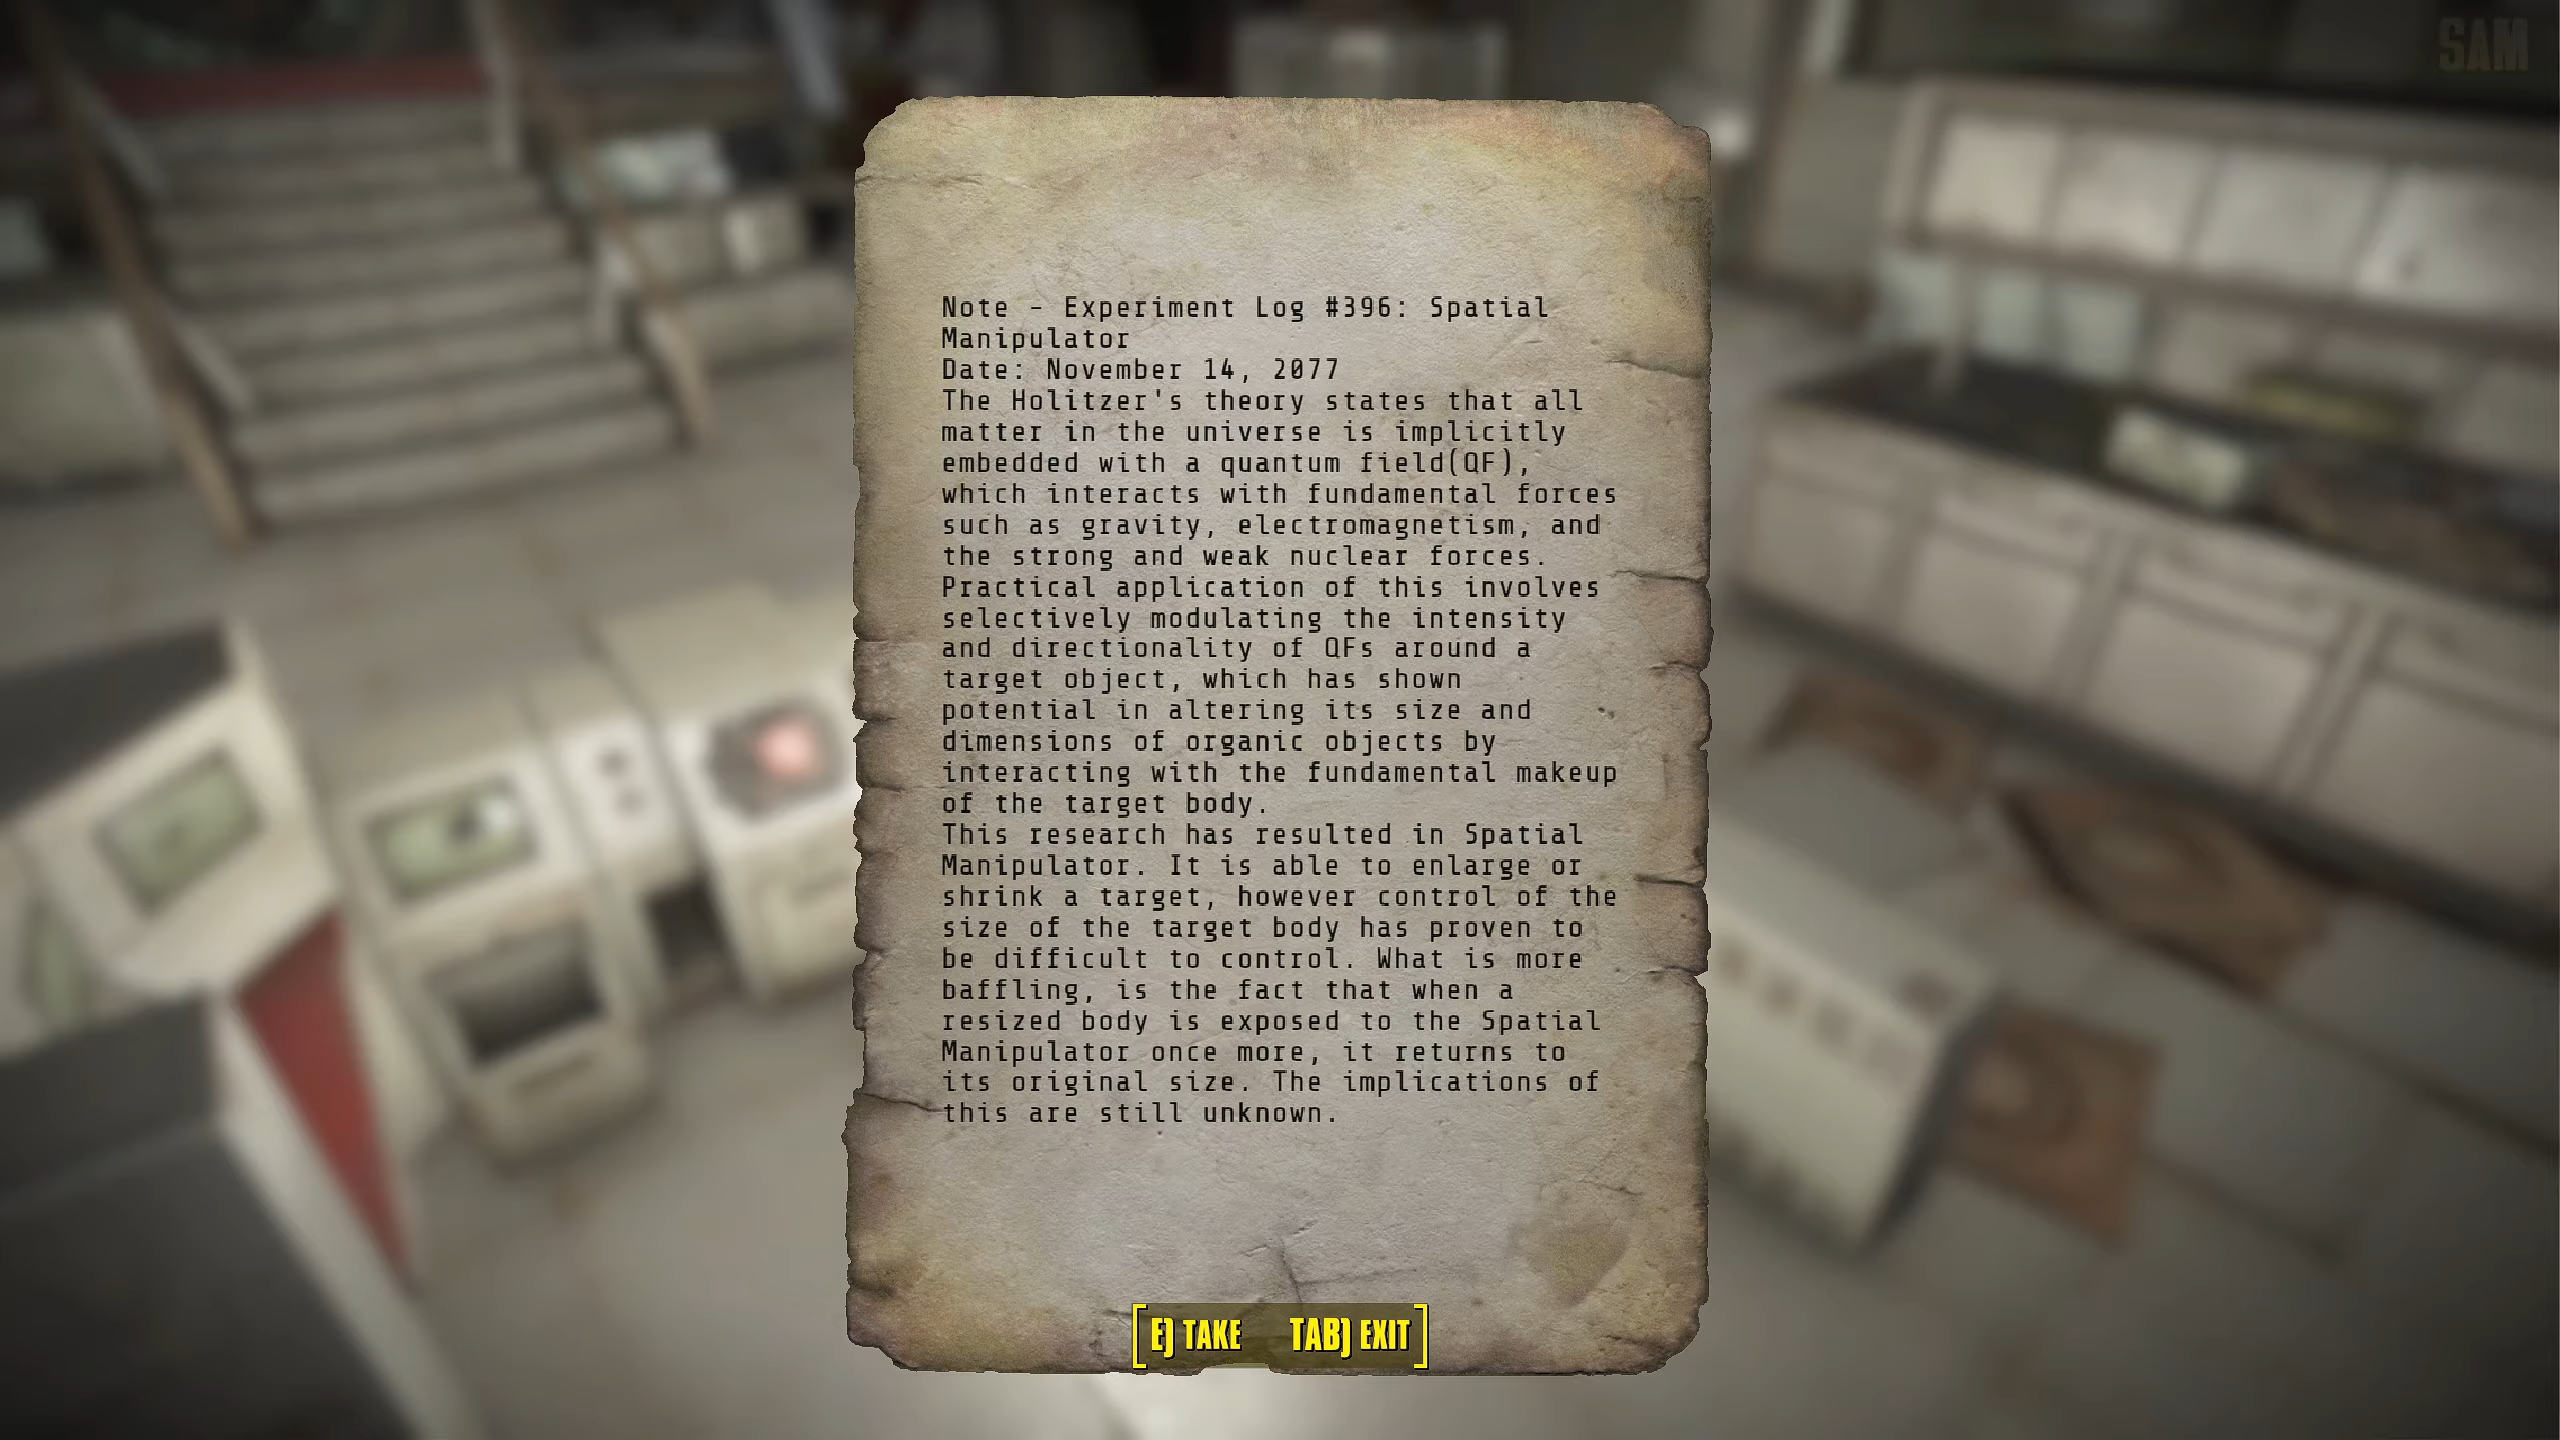 SAM
Note - Experiment Log #396: Spatial
Manipulator
Date: November 14, 2077
The Holitzer's theory states that all
matter in the universe is implicitly
embedded with a quantum field(QF),
which interacts with fundamental forces
such as gravity, electromagnetism, and
the strong and weak nuclear forces.
Practical application of this involves
selectively modulating the intensity
and directionality of QFs around a
target object, which has shown
potential in altering its size and
dimensions of organic objects by
interacting with the fundamental makeup
of the target body.
This research has resulted in Spatial
Manipulator. It is able to enlarge or
shrink a target, however control of the
size of the target body has proven to
be difficult to control. What is more
baffling, is the fact that when a
resized body is exposed to the Spatial
Manipulator once more, it returns to
its original size. The implications of
this are still unknown.
E) TAKE TAB) EXIT